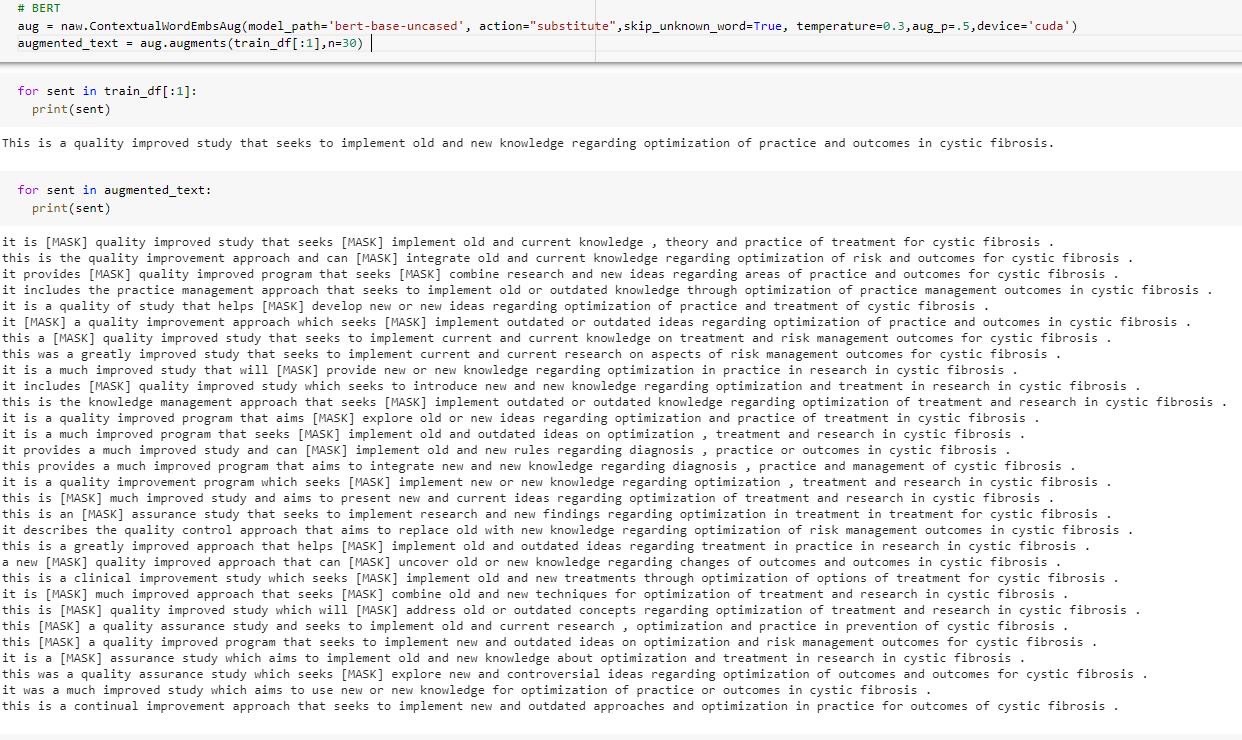 # BERT
aug = naw.ContextualWordEmbsAug(model_path='bert-base-uncased', action="substitute",skip_unknown_word=True, temperature=0.3,aug_p=.5,device='cuda')
augmented_text = aug.augments(train_df[:1],n=30)
for sent in train_df[:1]:
print(sent)
This is a quality improved study that seeks to implement old and new knowledge regarding optimization of practice and outcomes in cystic fibrosis.
for sent in augmented_text:
print(sent)
it is [MASK] quality improved study that seeks [MASK] implement old and current knowledge , theory and practice of treatment for cystic fibrosis .
this is the quality improvement approach and can [MASK] integrate old and current knowledge regarding optimization of risk and outcomes for cystic fibrosis .
it provides [MASK] quality improved program that seeks [MASK] combine research and new ideas regarding areas of practice and outcomes for cystic fibrosis .
it includes the practice management approach that seeks to implement old or outdated knowledge through optimization of practice management outcomes in cystic fibrosis .
it is a quality of study that helps [MASK] develop new or new ideas regarding optimization of practice and treatment of cystic fibrosis .
it [MASK] a quality improvement approach which seeks [MASK] implement outdated or outdated ideas regarding optimization of practice and outcomes in cystic fibrosis .
this a [MASK] quality improved study that seeks to implement current and current knowledge on treatment and risk management outcomes for cystic fibrosis .
this was a greatly improved study that seeks to implement current and current research on aspects of risk management outcomes for cystic fibrosis .
it is a much improved study that will [MASK] provide new or new knowledge regarding optimization in practice in research in cystic fibrosis .
it includes [MASK] quality improved study which seeks to introduce new and new knowledge regarding optimization and treatment in research in cystic fibrosis .
this is the knowledge management approach that seeks [MASK] implement outdated or outdated knowledge regarding optimization of treatment and research in cystic fibrosis .
it is a quality improved program that aims [MASK] explore old or new ideas regarding optimization and practice of treatment in cystic fibrosis .
it is a much improved program that seeks [MASK] implement old and outdated ideas on optimization , treatment and research in cystic fibrosis .
it provides a much improved study and can [MASK] implement old and new rules regarding diagnosis , practice or outcomes in cystic fibrosis .
this provides a much improved program that aims to integrate new and new knowledge regarding diagnosis , practice and management of cystic fibrosis .
it is a quality improvement program which seeks [MASK] implement new or new knowledge regarding optimization , treatment and research in cystic fibrosis .
this is [MASK] much improved study and aims to present new and current ideas regarding optimization of treatment and research in cystic fibrosis .
this is an [MASK] assurance study that seeks to implement research and new findings regarding optimization in treatment in treatment for cystic fibrosis .
it describes the quality control approach that aims to replace old with new knowledge regarding optimization of risk management outcomes in cystic fibrosis .
this is a greatly improved approach that helps [MASK] implement old and outdated ideas regarding treatment in practice in research in cystic fibrosis .
a new [MASK] quality improved approach that can [MASK] uncover old or new knowledge regarding changes of outcomes and outcomes in cystic fibrosis .
this is a clinical improvement study which seeks [MASK] implement old and new treatments through optimization of options of treatment for cystic fibrosis .
it is [MASK] much improved approach that seeks [MASK] combine old and new techniques for optimization of treatment and research in cystic fibrosis .
this is [MASK] quality improved study which will [MASK] address old or outdated concepts regarding optimization of treatment and research in cystic fibrosis .
this [MASK] a quality assurance study and seeks to implement old and current research , optimization and practice in prevention of cystic fibrosis .
this [MASK] a quality improved program that seeks to implement new and outdated ideas on optimization and risk management outcomes for cystic fibrosis .
it is a [MASK] assurance study which aims to implement old and new knowledge about optimization and treatment in research in cystic fibrosis .
this was a quality assurance study which seeks [MASK] explore new and controversial ideas regarding optimization of outcomes and outcomes for cystic fibrosis .
it was a much improved study which aims to use new or new knowledge for optimization of practice or outcomes in cystic fibrosis .
this is a continual improvement approach that seeks to implement new and outdated approaches and optimization in practice for outcomes of cystic fibrosis .